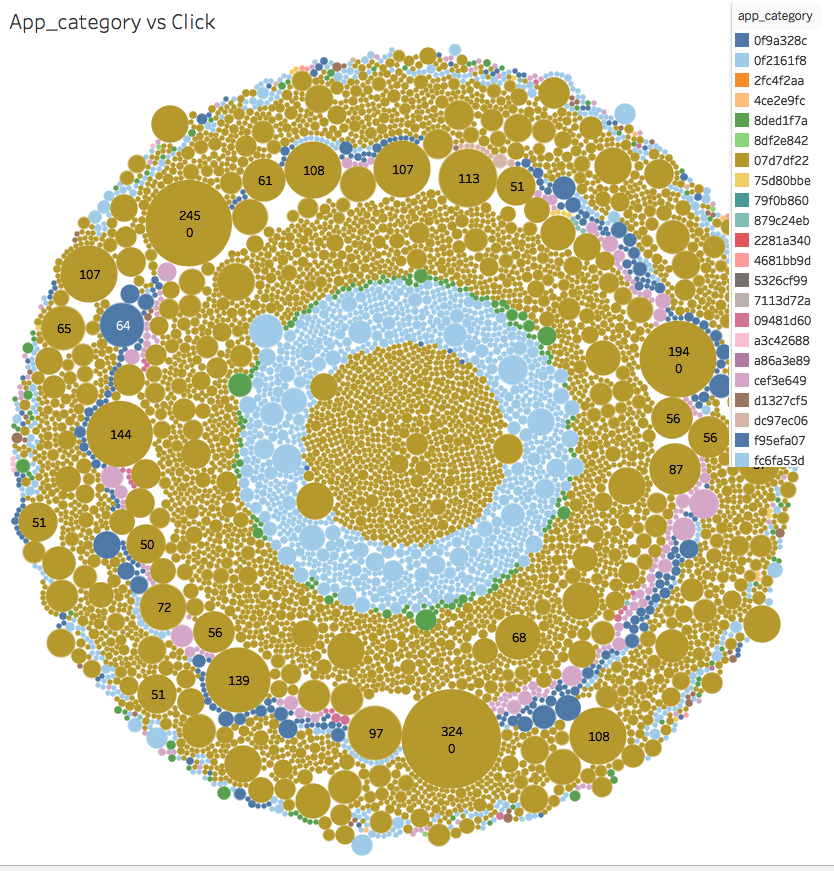 App_category vs Click
app_category
0f9a328c
0f2161f8
2fc4f2aa
4ce2e9fc
8ded1f7a
8df2e842
07d7df22
75d80bbe
79f0b860
879c24eb
2281a340
4681bb9d
5326cf99
7113d72a
09481d60
a3c42688
a86a3e89
cef3e649
d1327cf5
dc97ec06
f95efa07
fc6fa53d
108
107
113
61
51
245
0
107
65
64
194
0
56
56
144
87
51
50
72
56
68
139
51
97
324
0
108